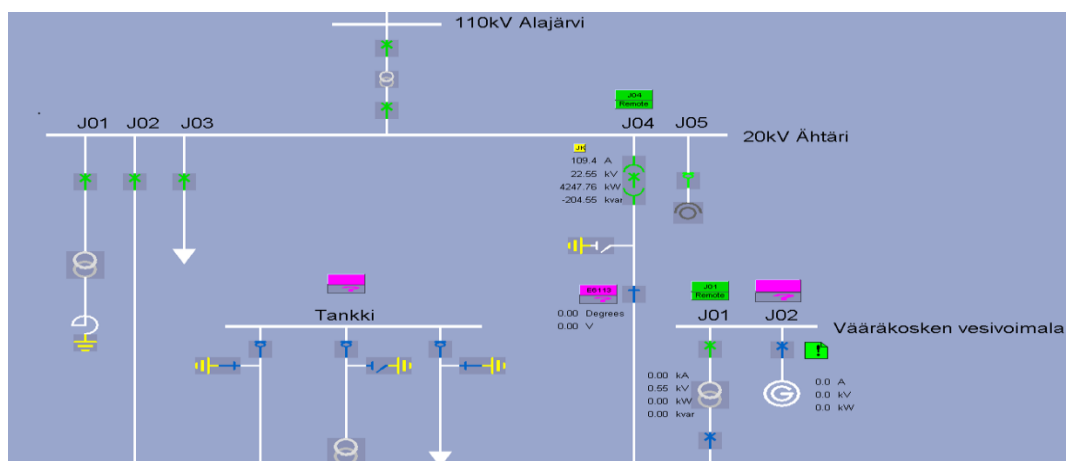 110kV Alajärvi
J04
Remote
J01 J02 J03
J04 J05
20kV Ähtäri
JK
109.4 A
22.55 kV
4247.76 kW
-204.55 kvar
E0112
0.00 Degrees
0.00 V
J01
Remote
J01 J02
Tankki
Vääräkosken vesivoimala
0.00 kA
0.55 kV
0.00 kW
0.00 kvar
G
0.0 A
0.0 kV
0.0 kW